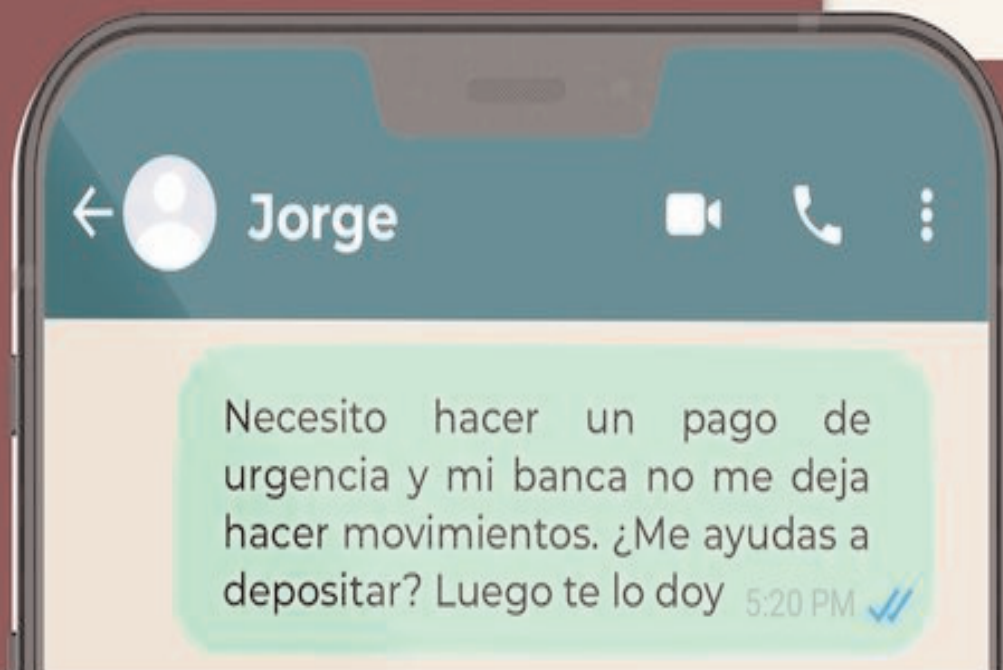 Jorge
Necesito hacer un pago de
urgencia y mi banca no me deja
hacer movimientos. ¿Me ayudas a
depositar? Luego te lo doy 5:20 PM